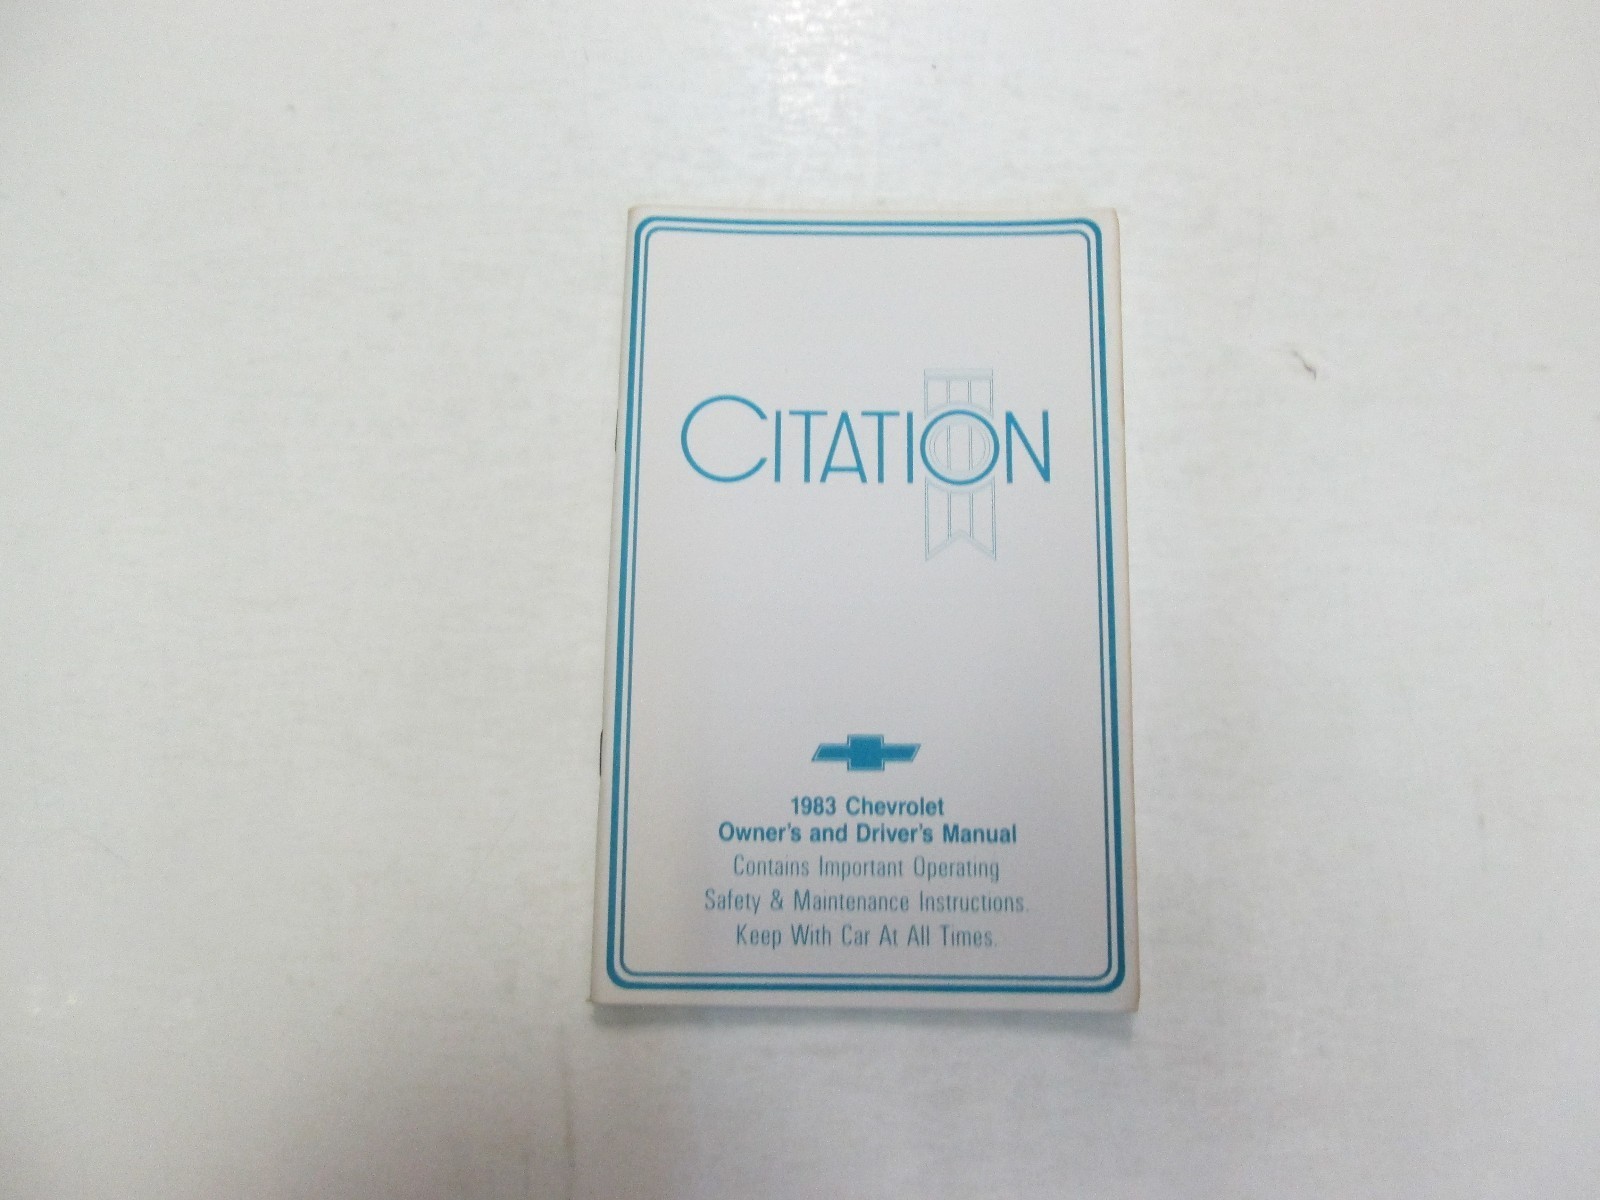 CITATION
1983 Chevrolet
Owner's and Driver's Manual
Contains Important Operating
Safety & Maintenance Instructions.
Keep With Car At All Times.